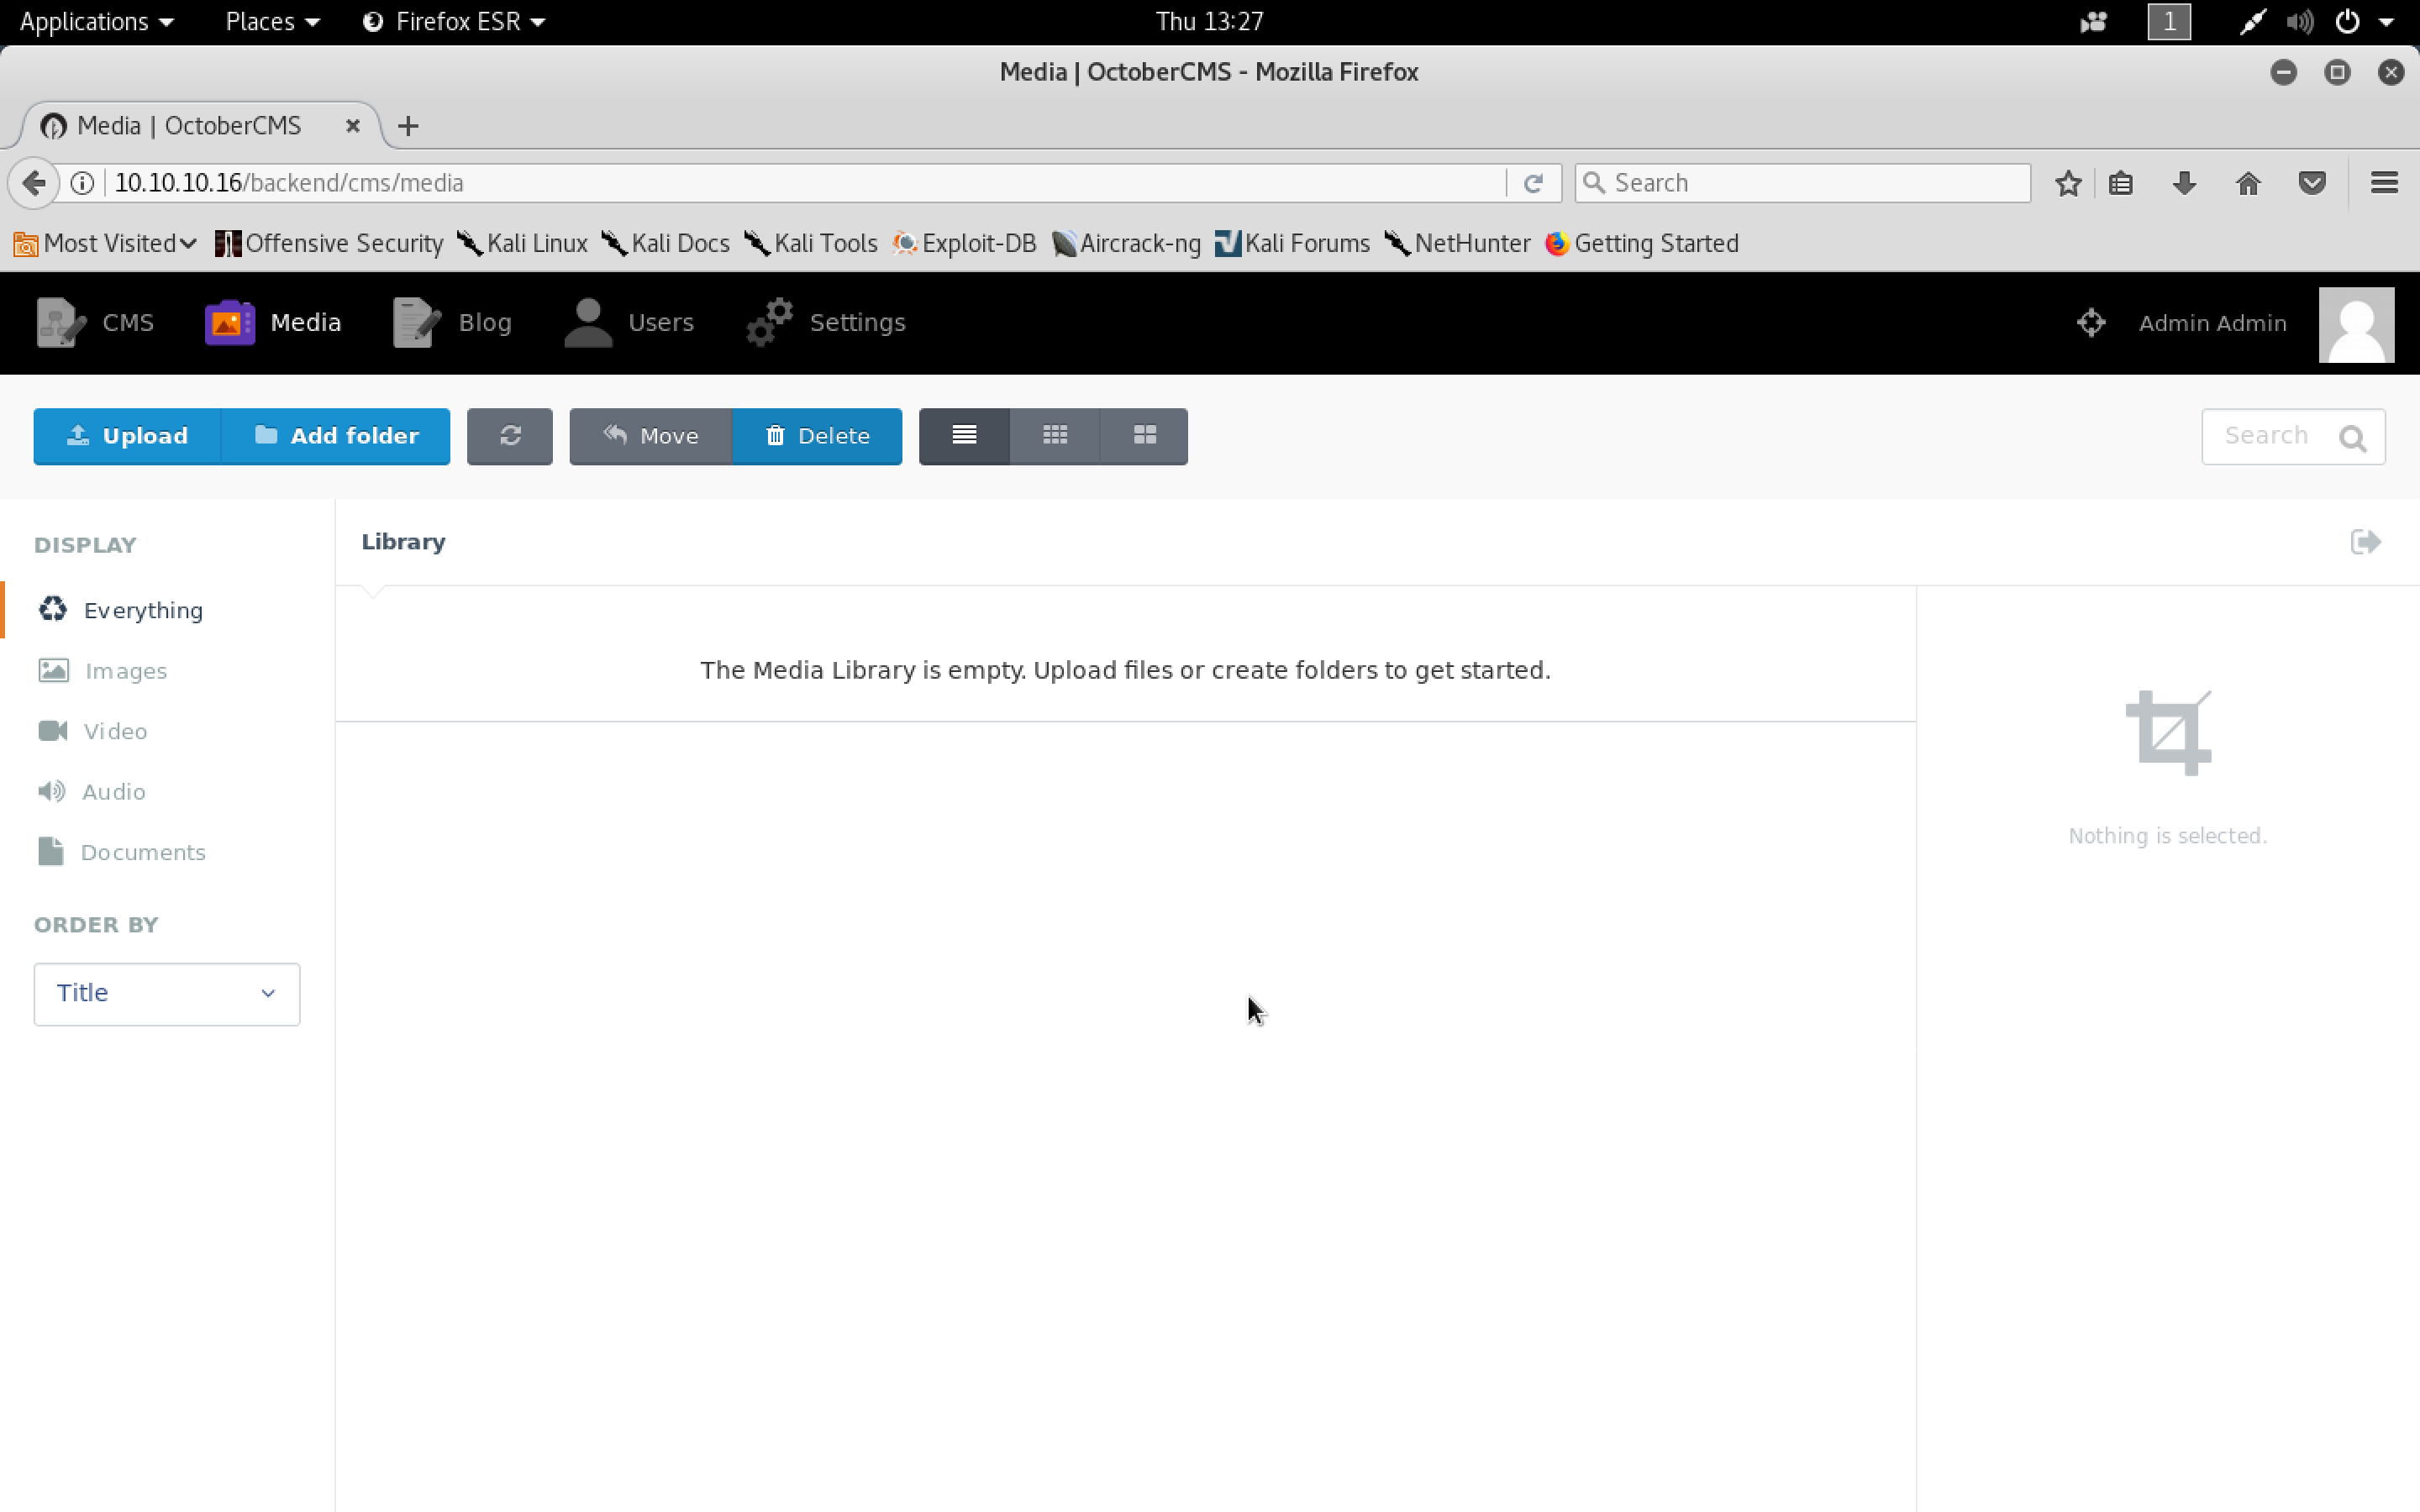 Applications Places Firefox ESR Thu 13:27 1
Media | OctoberCMS - Mozilla Firefox
Media | OctoberCMS
10.10.10.16/backend/cms/media Search
Most Visited Offensive Security Kali Linux Kali Docs Kali Tools Exploit-DB Aircrack-ng Kali Forums NetHunter Getting Started
CMS Media Blog Users Settings Admin Admin
Upload Add folder Move Delete Search
DISPLAY
Library
Everything
Images
Video
Audio
Documents
ORDER BY
Title
The Media Library is empty. Upload files or create folders to get started.
Nothing is selected.